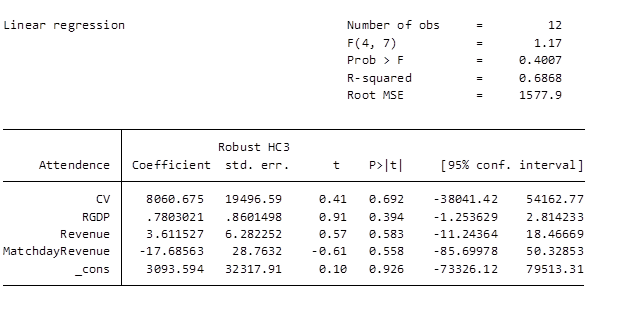 Linear regression Number of obs = 12
F(4, 7) = 1.17
Prob > F = 0.4007
R-squared = 0.6868
Root MSE = 1577.9
Robust HC3
Attendence Coefficient std. err. t P>|t| [95% conf. interval]
CV 8060.675 19496.59 0.41 0.692 -38041.42 54162.77
RGDP .7803021 .8601498 0.91 0.394 -1.253629 2.814233
Revenue 3.611527 6.282252 0.57 0.583 -11.24364 18.46669
MatchdayRevenue -17.68563 28.7632 -0.61 0.558 -85.69978 50.32853
_cons 3093.594 32317.91 0.10 0.926 -73326.12 79513.31